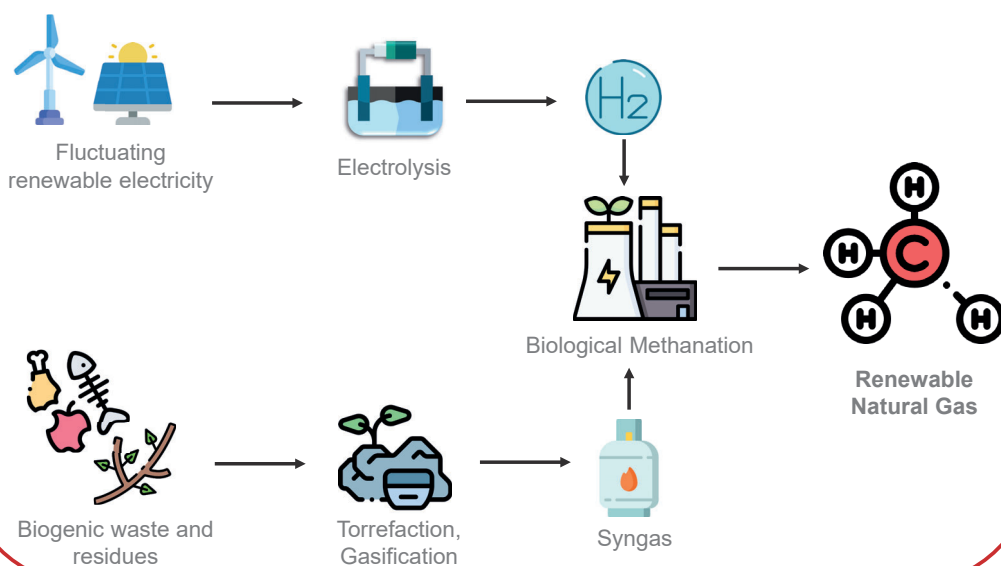 H2
Fluctuating
renewable electricity
Electrolysis
H
H
C
H
H
Biological Methanation
Renewable
Natural Gas
Biogenic waste and
residues
Torrefaction,
Gasification
Syngas